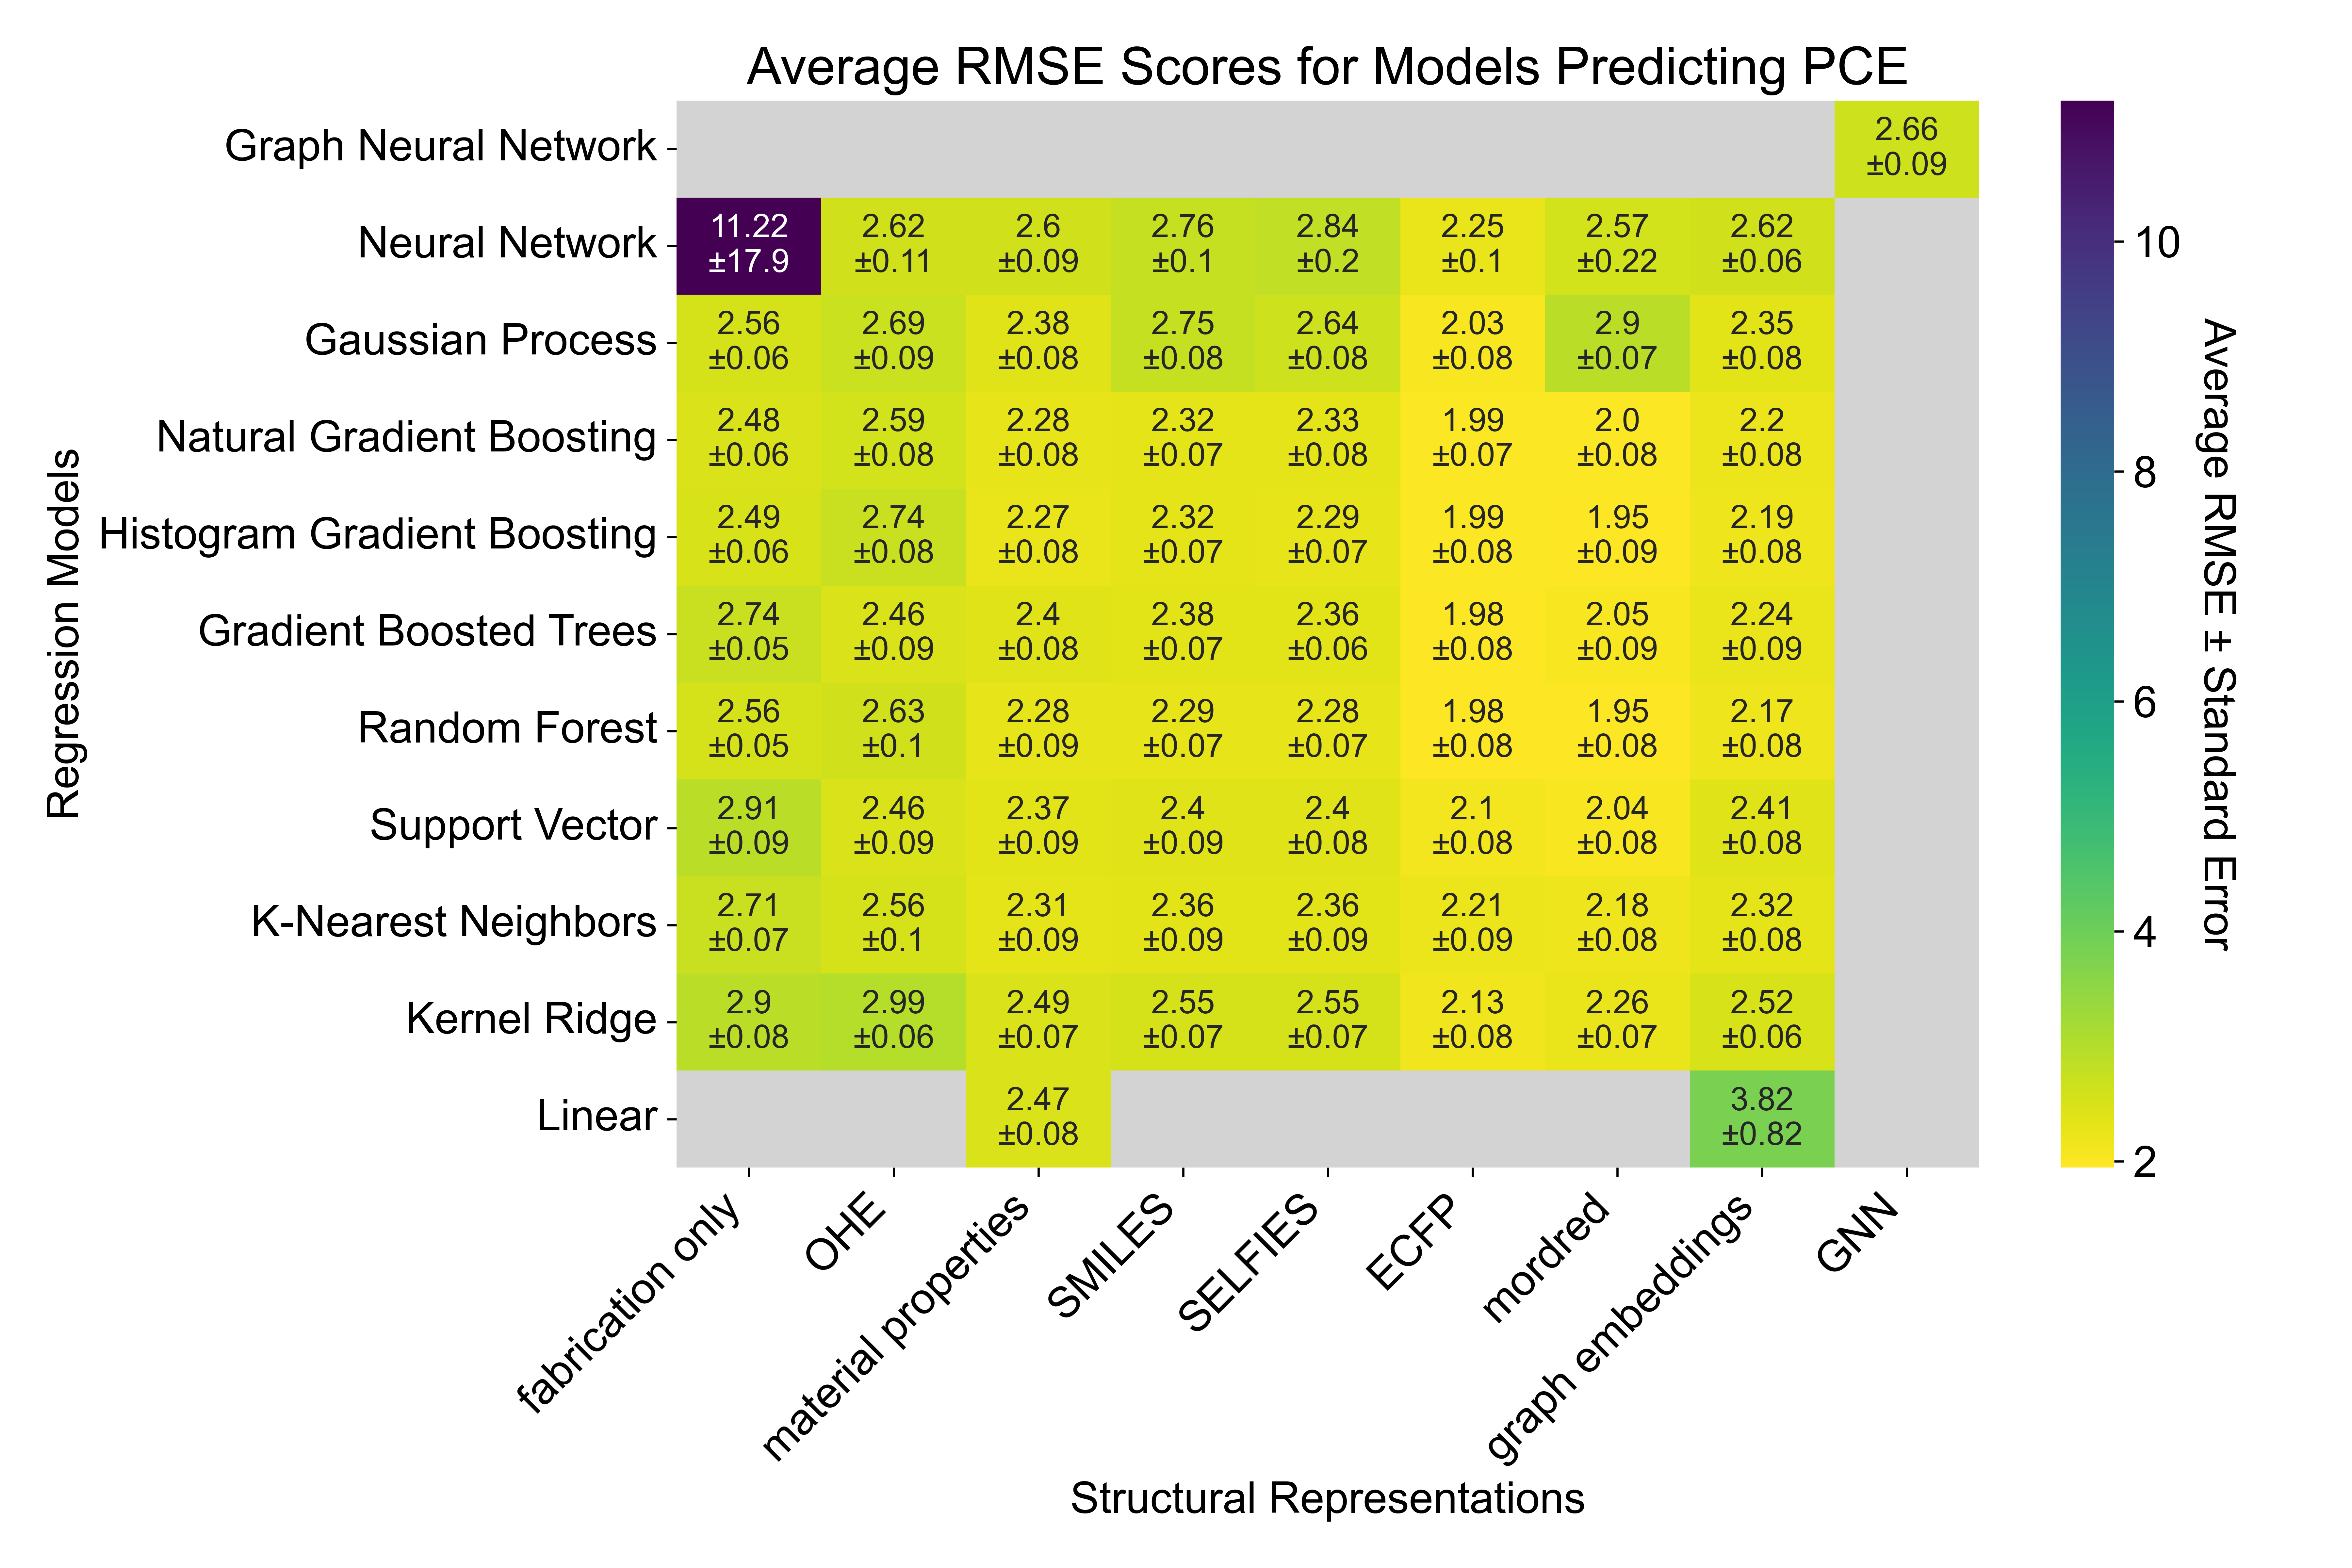 Average RMSE Scores for Models Predicting PCE
Graph Neural Network
2.66
±0.09
Neural Network
11.22 2.62 2.6 2.76 2.84 2.25 2.57 2.62
±17.9 ±0.11 ±0.09 ±0.1 ±0.2 ±0.1 ±0.22 ±0.06
Gaussian Process
2.56 2.69 2.38 2.75 2.64 2.03 2.9 2.35
±0.06 ±0.09 ±0.08 ±0.08 ±0.08 ±0.08 ±0.07 ±0.08
Natural Gradient Boosting
2.48 2.59 2.28 2.32 2.33 1.99 2.0 2.2
±0.06 ±0.08 ±0.08 ±0.07 ±0.08 ±0.07 ±0.08 ±0.08
Histogram Gradient Boosting
2.49 2.74 2.27 2.32 2.29 1.99 1.95 2.19
±0.06 ±0.08 ±0.08 ±0.07 ±0.07 ±0.08 ±0.09 ±0.08
Gradient Boosted Trees
2.74 2.46 2.4 2.38 2.36 1.98 2.05 2.24
±0.05 ±0.09 ±0.08 ±0.07 ±0.06 ±0.08 ±0.09 ±0.09
Random Forest
2.56 2.63 2.28 2.29 2.28 1.98 1.95 2.17
±0.05 ±0.1 ±0.09 ±0.07 ±0.07 ±0.08 ±0.08 ±0.08
Support Vector
2.91 2.46 2.37 2.4 2.4 2.1 2.04 2.41
±0.09 ±0.09 ±0.09 ±0.09 ±0.08 ±0.08 ±0.08 ±0.08
K-Nearest Neighbors
2.71 2.56 2.31 2.36 2.36 2.21 2.18 2.32
±0.07 ±0.1 ±0.09 ±0.09 ±0.09 ±0.09 ±0.08 ±0.08
Kernel Ridge
2.9 2.99 2.49 2.55 2.55 2.13 2.26 2.52
±0.08 ±0.06 ±0.07 ±0.07 ±0.07 ±0.08 ±0.07 ±0.06
Linear
2.47 3.82
±0.08 ±0.82
Regression Models
fabrication only
OHE
material properties
SMILES
SELFIES
ECFP
mordred
graph embeddings
GNN
Structural Representations
10
8
6
4
2
Average RMSE ± Standard Error